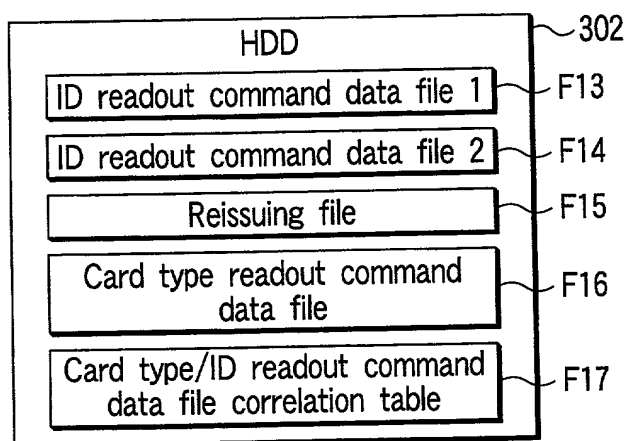 HDD
302
ID readout command data file 1
F13
ID readout command data file 2
F14
Reissuing file
F15
Card type readout command
data file
F16
Card type/ID readout command
data file correlation table
F17